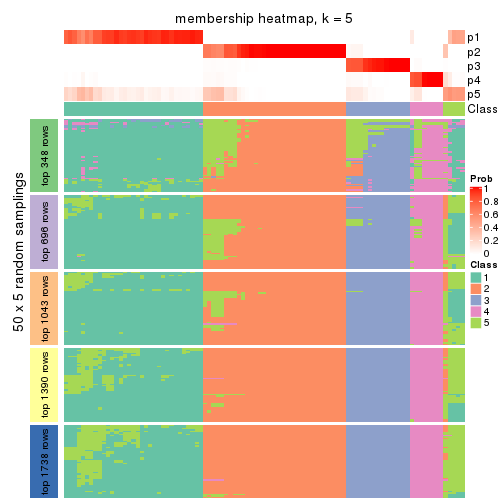 membership heatmap, k = 5
p1
p2
p3
p4
p5
Class
50 x 5 random samplings
top 348 rows
top 696 rows
top 1043 rows
top 1390 rows
top 1738 rows
Prob
1
0.8
0.6
0.4
0.2
0
Class
1
2
3
4
5